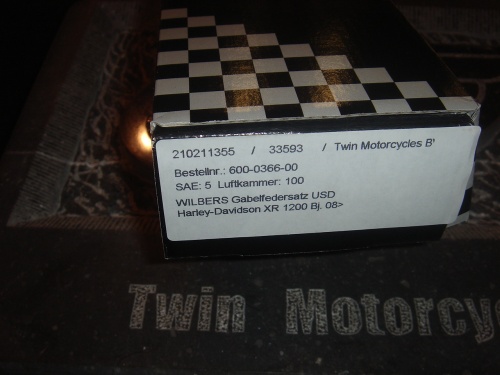 210211355 / 33593 / Twin Motorcycles B'
Bestellnr.: 600-0366-00
SAE: 5 Luftkammer: 100
WILBERS Gabelfedersatz USD
Harley-Davidson XR 1200 Bj. 08>
Twin Motorcyc